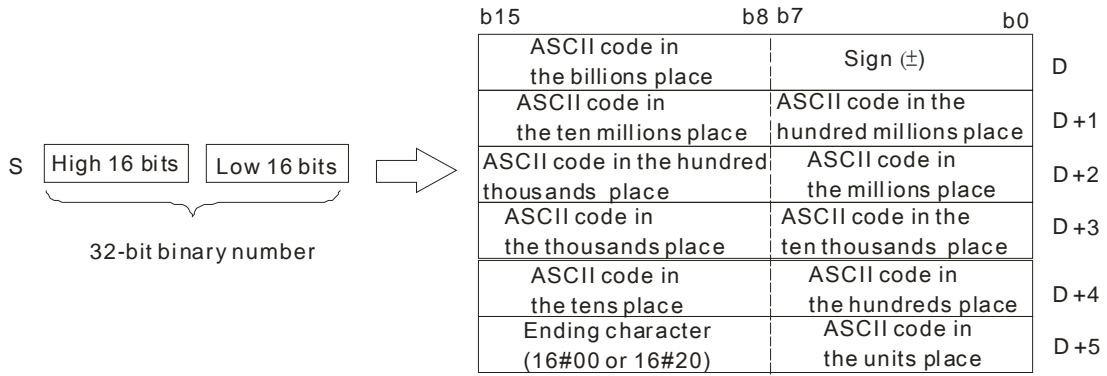 b15 b8 b7 b0
ASCII code in
the billions place
Sign (±)
D
ASCII code in
the ten millions place
ASCII code in the
hundred millions place
D+1
S
High 16 bits
Low 16 bits
ASCII code in the hundred
thousands place
ASCII code in
the millions place
D+2
32-bit binary number
ASCII code in
the thousands place
ASCII code in the
ten thousands place
D+3
ASCII code in
the tens place
ASCII code in
the hundreds place
D+4
Ending character
(16#00 or 16#20)
ASCII code in
the units place
D+5